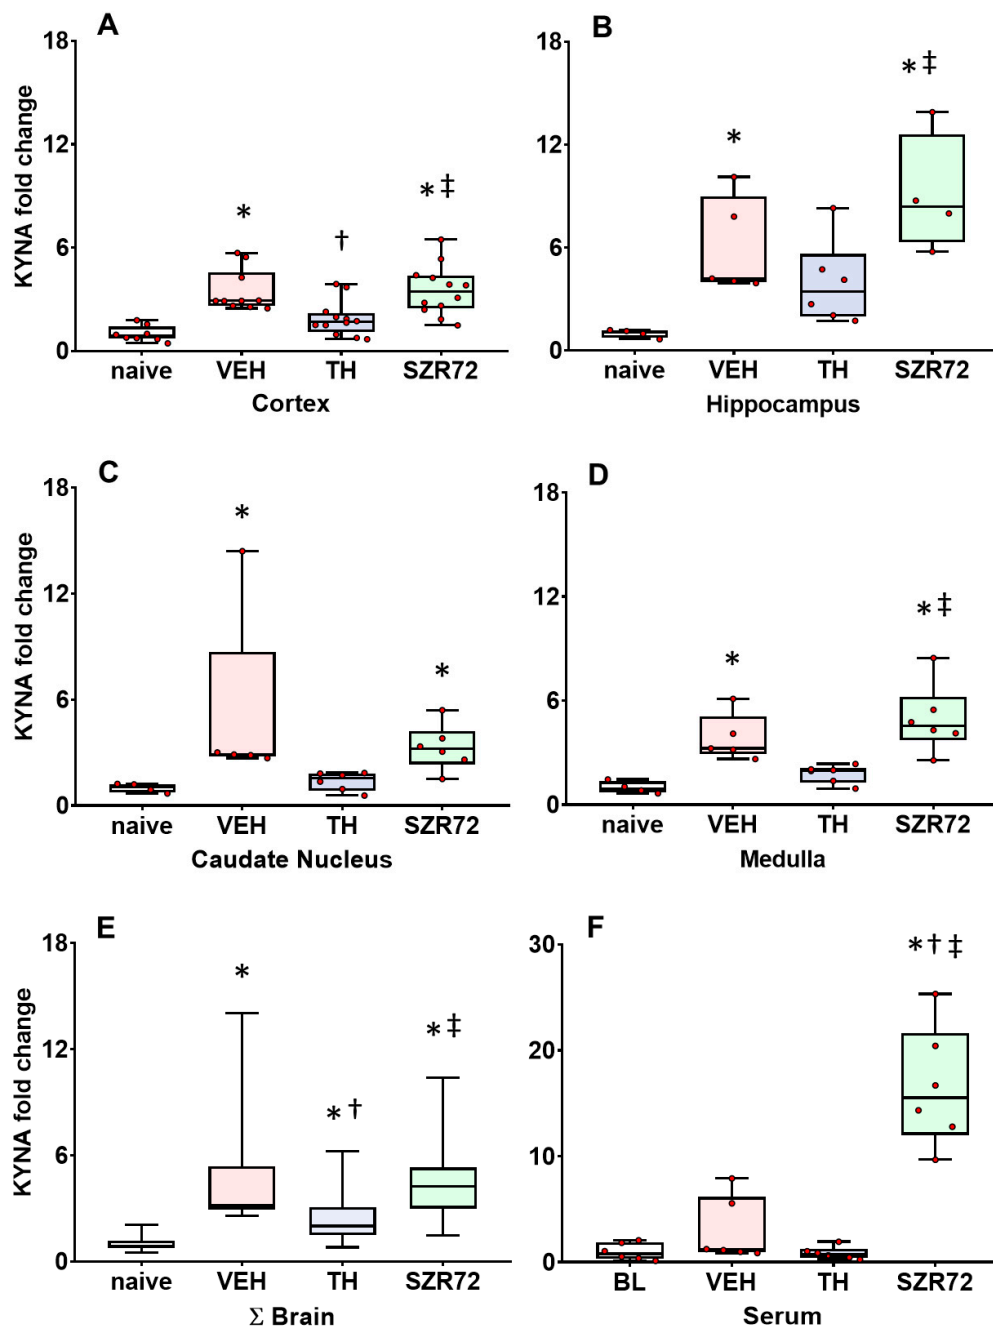 A
KYNA fold change
18
12
6
0
*
†
* ‡
naive VEH TH SZR72
Cortex
B
18
12
6
0
*
* ‡
naive VEH TH SZR72
Hippocampus
C
KYNA fold change
18
12
6
0
*
*
naive VEH TH SZR72
Caudate Nucleus
D
18
12
6
0
*
* ‡
naive VEH TH SZR72
Medulla
E
KYNA fold change
18
12
6
0
*
* †
* ‡
naive VEH TH SZR72
Σ Brain
F
30
20
10
0
* † ‡
BL VEH TH SZR72
Serum